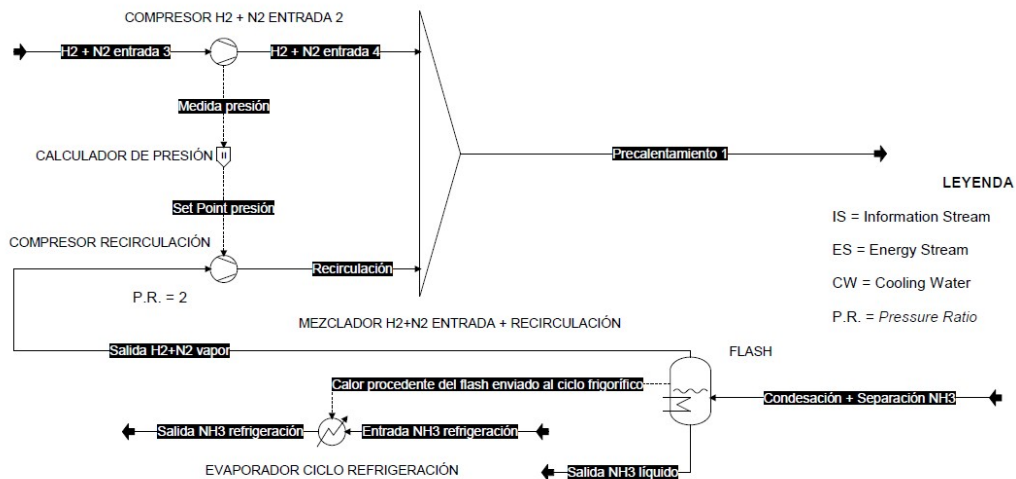 COMPRESOR H2 + N2 ENTRADA 2
H2 + N2 entrada 3
H2 + N2 entrada 4
Medida presión
CALCULADOR DE PRESIÓN
Precalentamiento 1
LEYENDA
IS = Information Stream
ES = Energy Stream
CW = Cooling Water
P.R. = Pressure Ratio
Set Point presión
COMPRESOR RECIRCULACIÓN
Recirculación
P.R. = 2
MEZCLADOR H2+N2 ENTRADA + RECIRCULACIÓN
Salida H2+N2 vapor
FLASH
Calor procedente del flash enviado al ciclo frigorífico
Condesación + Separación NH3
Salida NH3 refrigeración
Entrada NH3 refrigeración
EVAPORADOR CICLO REFRIGERACIÓN
Salida NH3 líquido